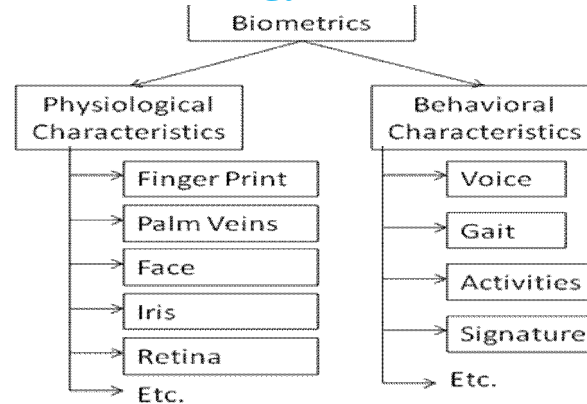 Biometrics
Physiological
Characteristics
Behavioral
Characteristics
Finger Print
Palm Veins
Face
Iris
Retina
Etc.
Voice
Gait
Activities
Signature
Etc.